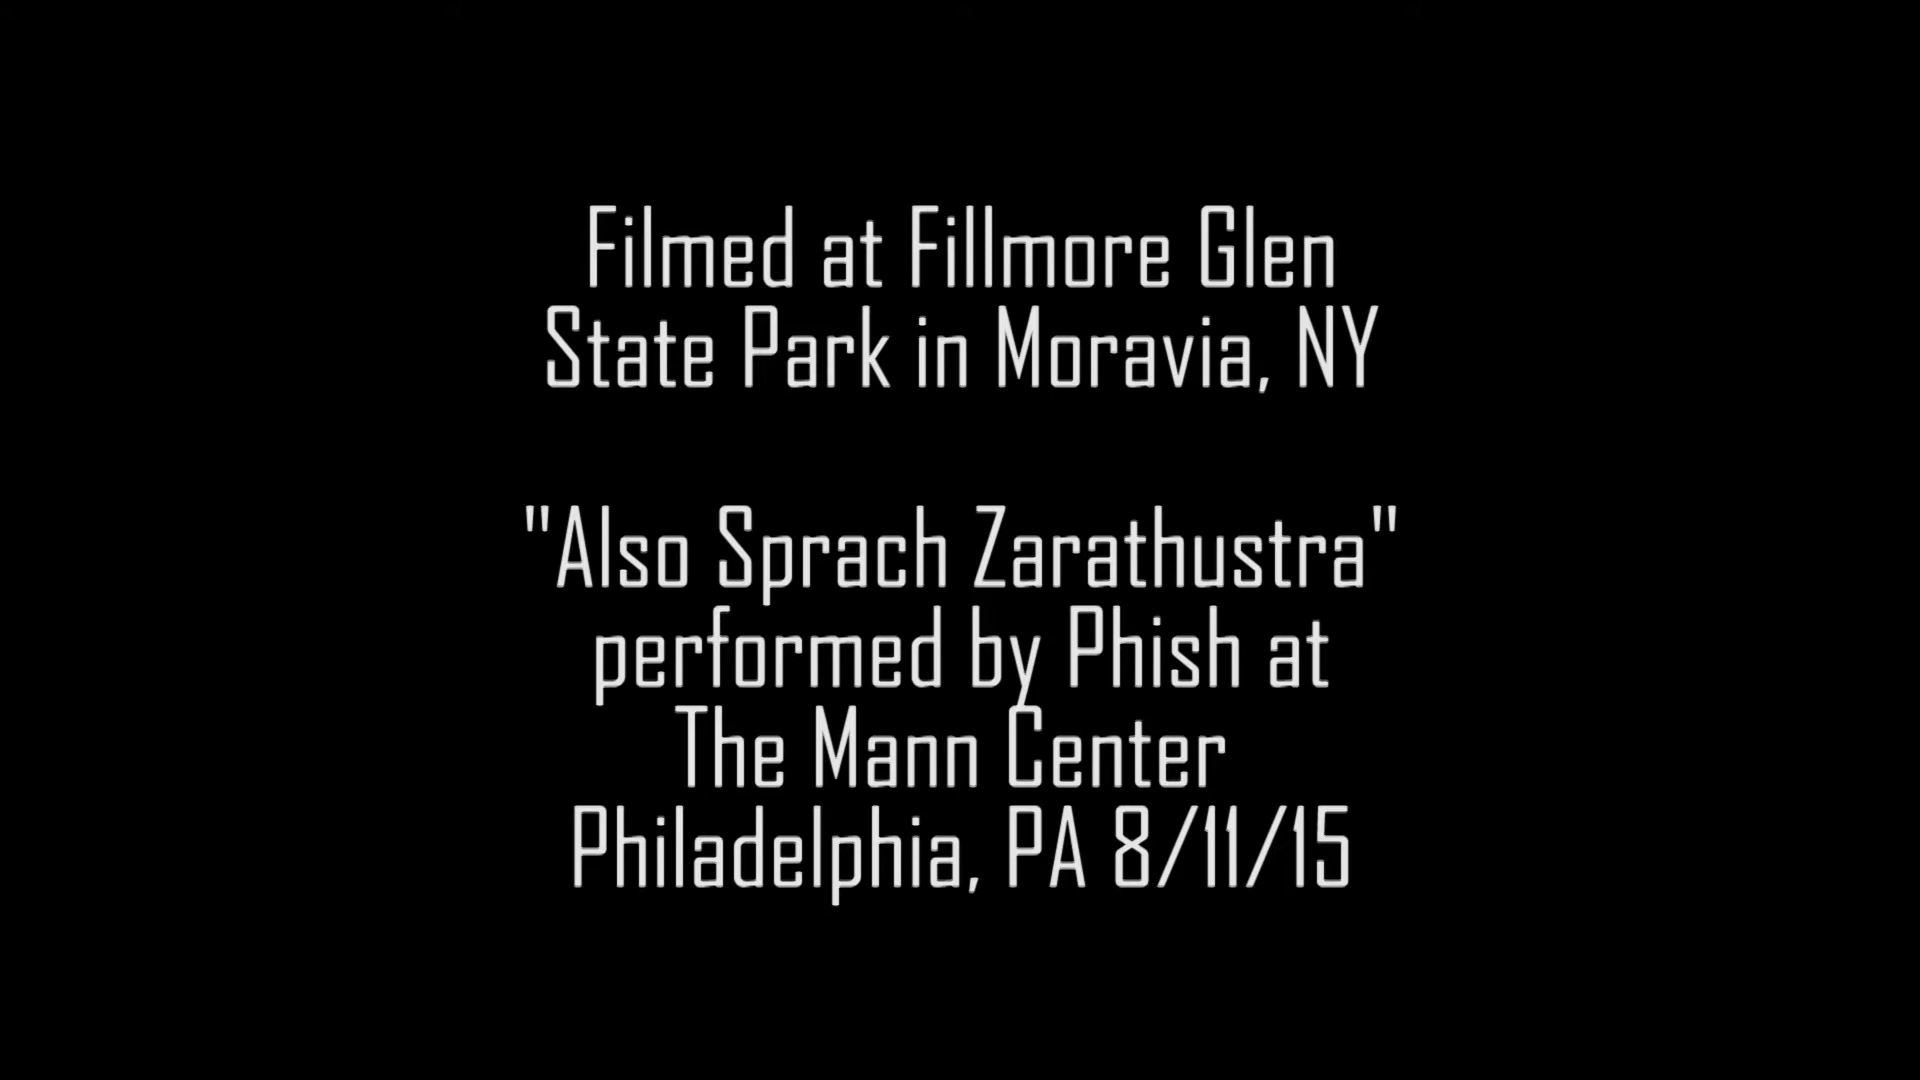 Filmed at Fillmore Glen
State Park in Moravia, NY
"Also Sprach Zarathustra"
performed by Phish at
The Mann Center
Philadelphia, PA 8/11/15